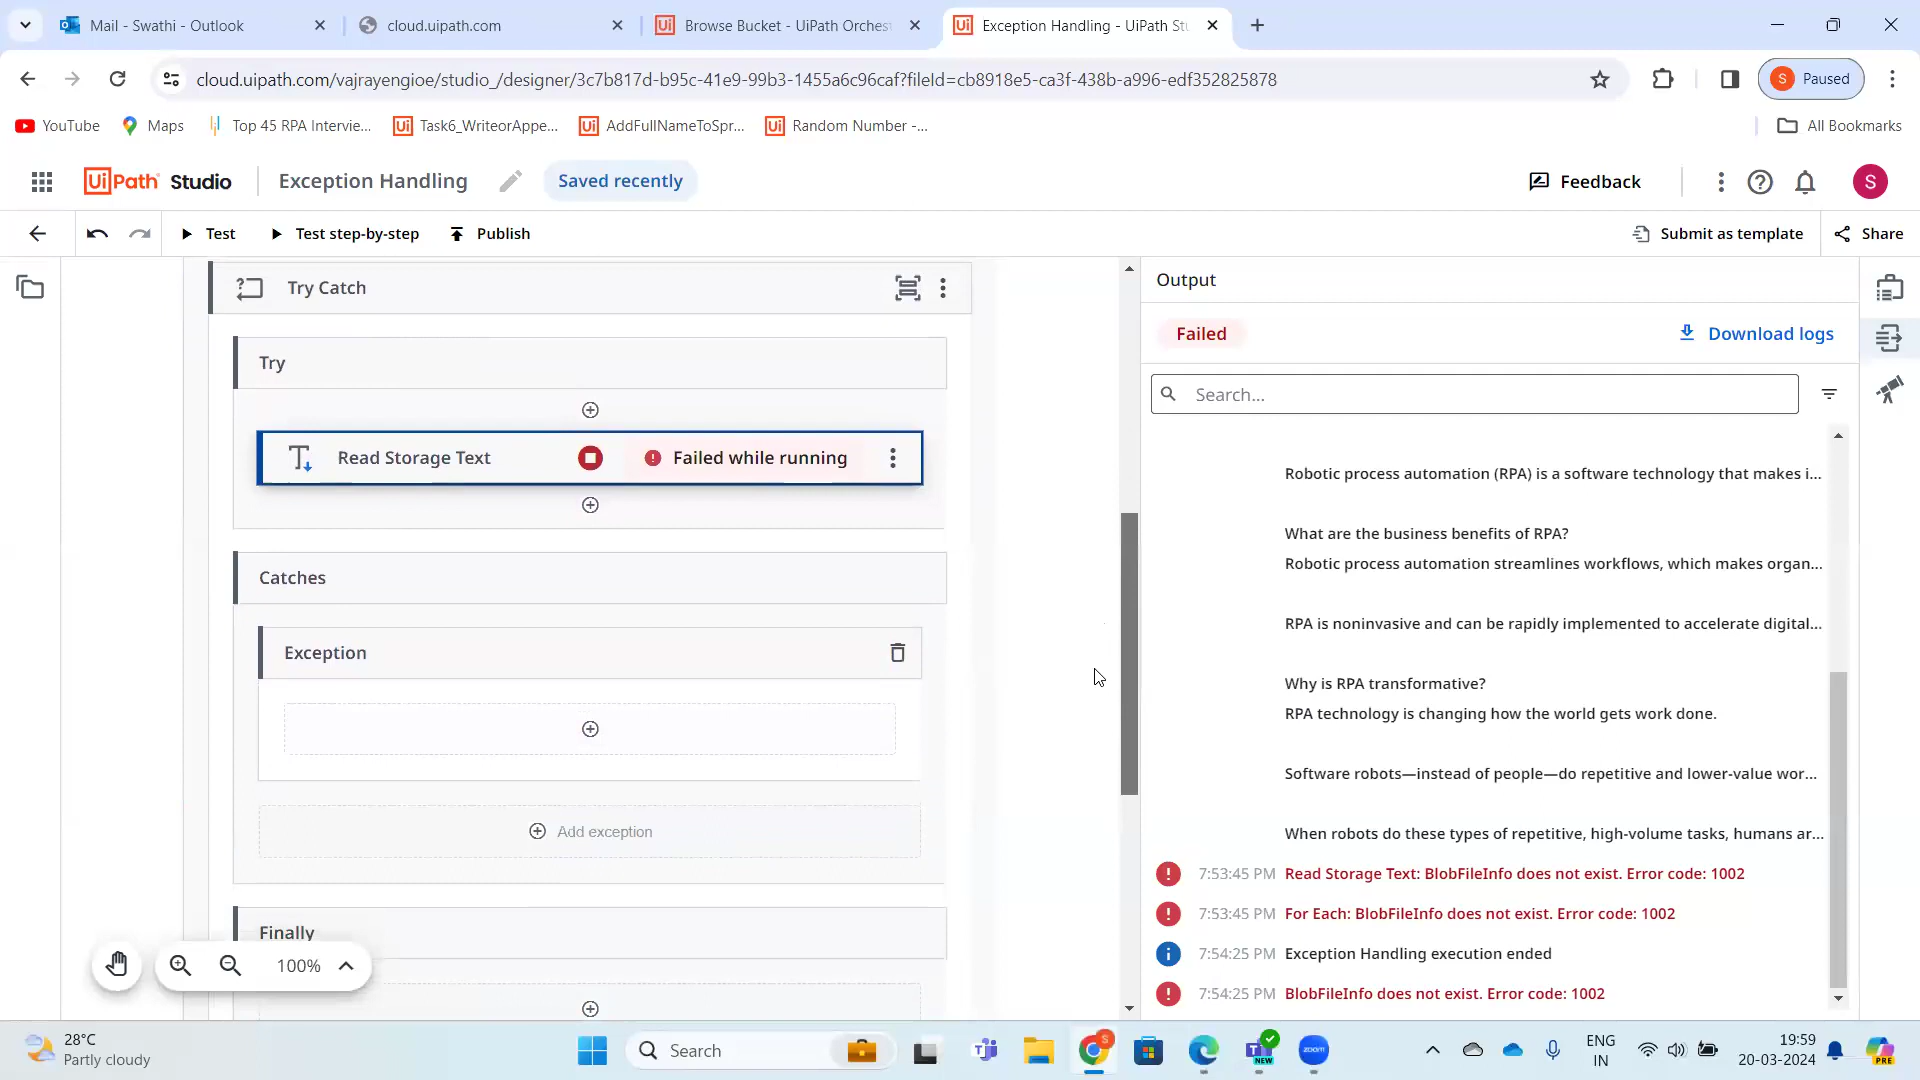 Mail - Swathi - Outlook
cloud.uipath.com
Browse Bucket - UiPath Orchest
Exception Handling - UiPath Stu
cloud.uipath.com/vajrayengioe/studio_/designer/3c7b817d-b95c-41e9-99b3-1455a6c96caf?fileId=cb8918e5-ca3f-438b-a996-edf352825878
S Paused
YouTube
Maps
Top 45 RPA Intervie...
Task6_WriteorAppe...
AddFullNameToSpr...
Random Number -...
All Bookmarks
UiPath Studio
Exception Handling
Saved recently
Feedback
S
Test
Test step-by-step
Publish
Submit as template
Share
Try Catch
Try
Read Storage Text
Failed while running
Catches
Exception
Add exception
Finally
100%
Output
Failed
Download logs
Search...
Robotic process automation (RPA) is a software technology that makes i...
What are the business benefits of RPA?
Robotic process automation streamlines workflows, which makes organ...
RPA is noninvasive and can be rapidly implemented to accelerate digital...
Why is RPA transformative?
RPA technology is changing how the world gets work done.
Software robots—instead of people—do repetitive and lower-value wor...
When robots do these types of repetitive, high-volume tasks, humans ar...
7:53:45 PM Read Storage Text: BlobFileInfo does not exist. Error code: 1002
7:53:45 PM For Each: BlobFileInfo does not exist. Error code: 1002
7:54:25 PM Exception Handling execution ended
7:54:25 PM BlobFileInfo does not exist. Error code: 1002
28°C
Partly cloudy
Search
S
NEW
zoom
ENG
IN
19:59
20-03-2024
PRE